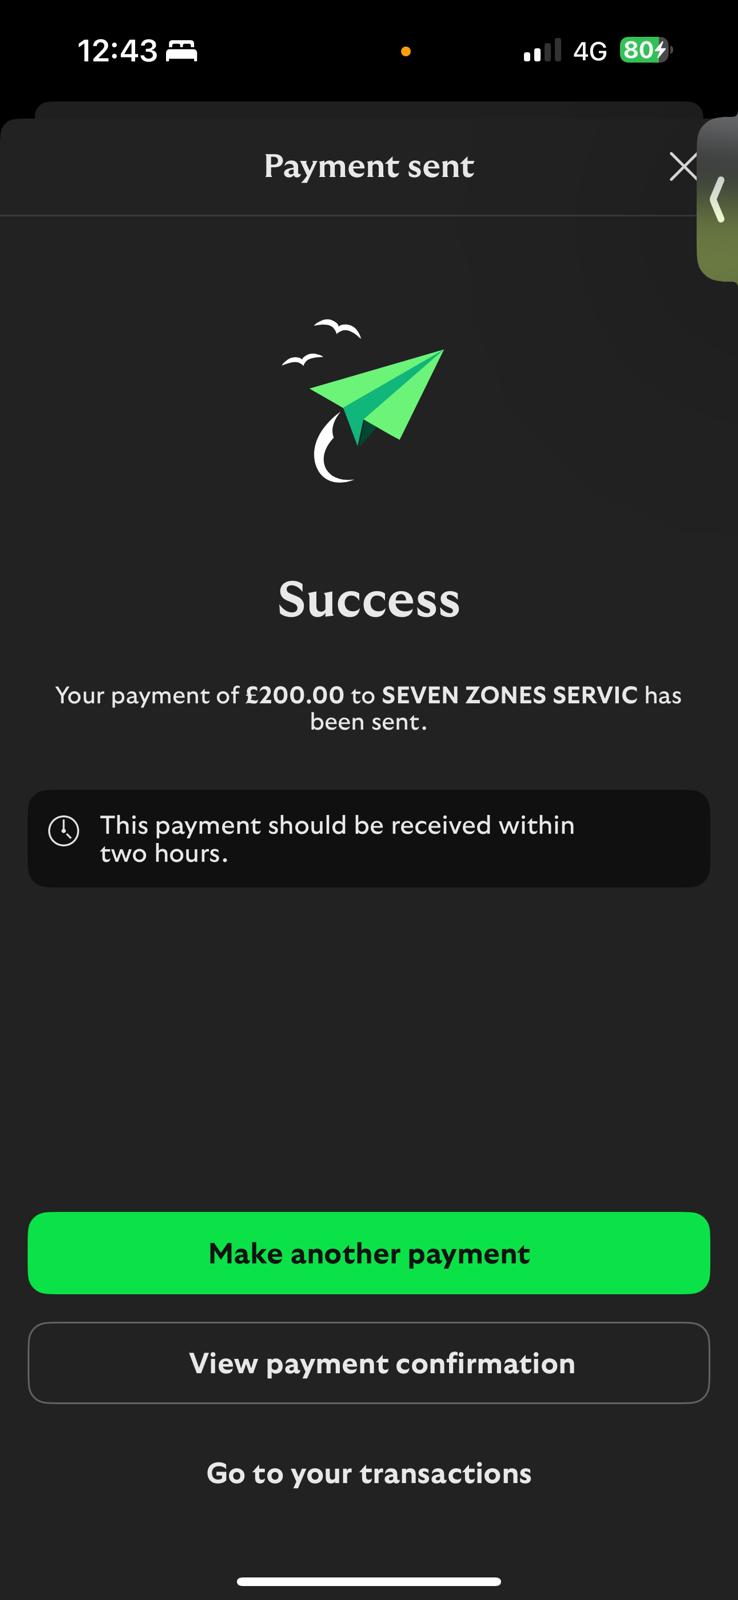 12:43
4G
80
Payment sent
Success
Your payment of £200.00 to SEVEN ZONES SERVIC has
been sent.
This payment should be received within
two hours.
Make another payment
View payment confirmation
Go to your transactions